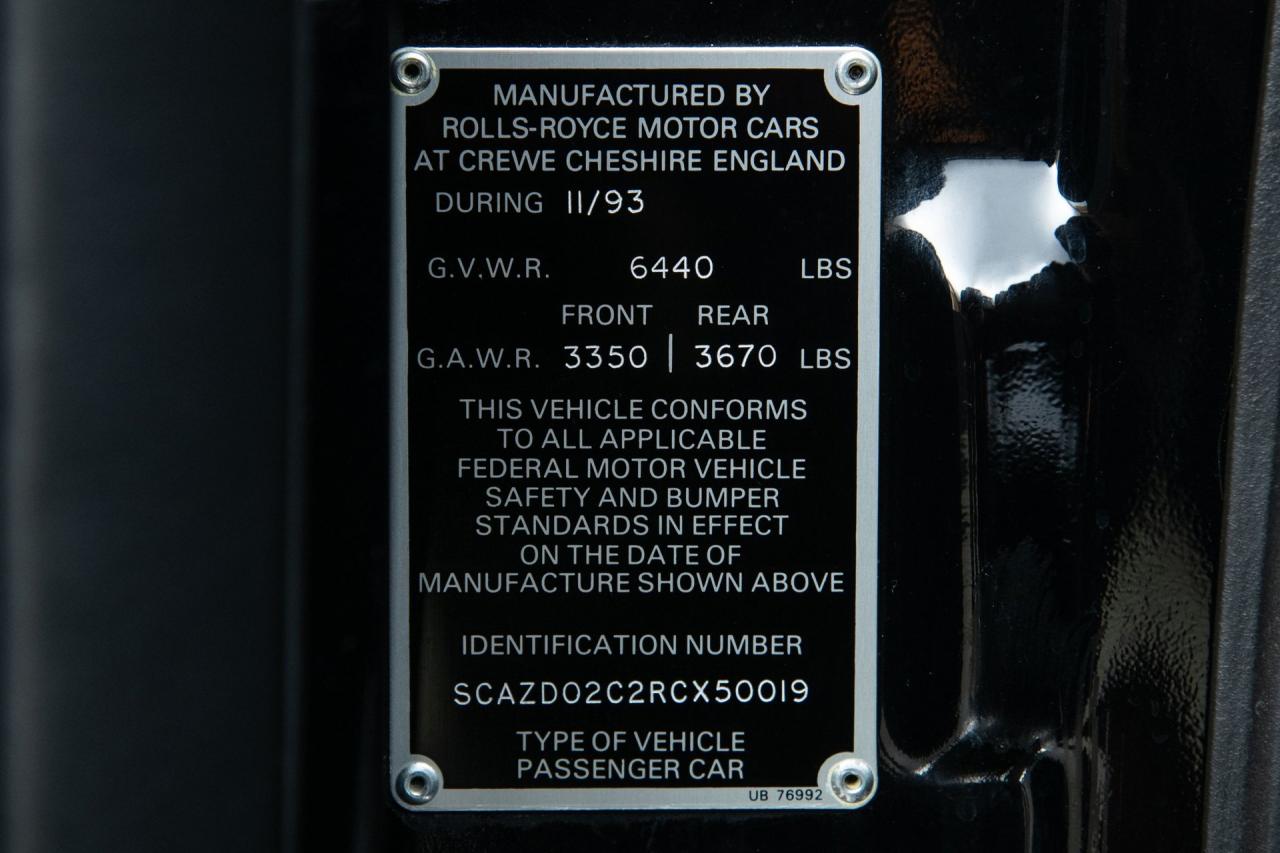 MANUFACTURED BY
ROLLS-ROYCE MOTOR CARS
AT CREWE CHESHIRE ENGLAND
DURING 11/93
G.V.W.R. 6440 LBS
FRONT REAR
G.A.W.R. 3350 | 3670 LBS
THIS VEHICLE CONFORMS
TO ALL APPLICABLE
FEDERAL MOTOR VEHICLE
SAFETY AND BUMPER
STANDARDS IN EFFECT
ON THE DATE OF
MANUFACTURE SHOWN ABOVE
IDENTIFICATION NUMBER
SCAZD02C2RCX50019
TYPE OF VEHICLE
PASSENGER CAR
UB 76992